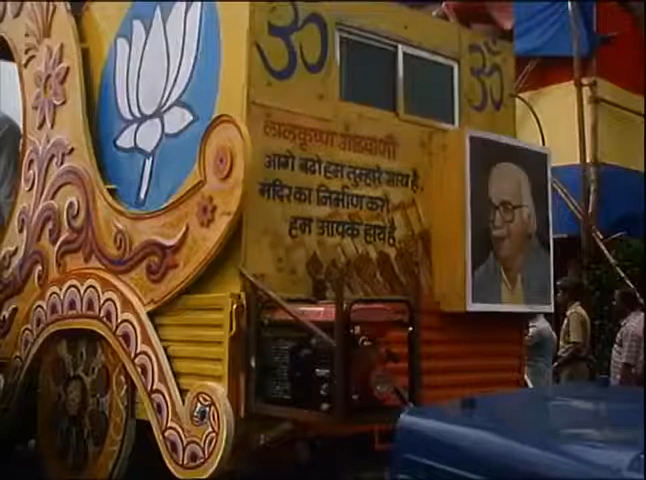 ॐ ॐ
लालकृष्ण आडवाणी
आगे बढो हम तुम्हारे साथ है,
मंदिर का निर्माण करो
हम आपके साथ है.